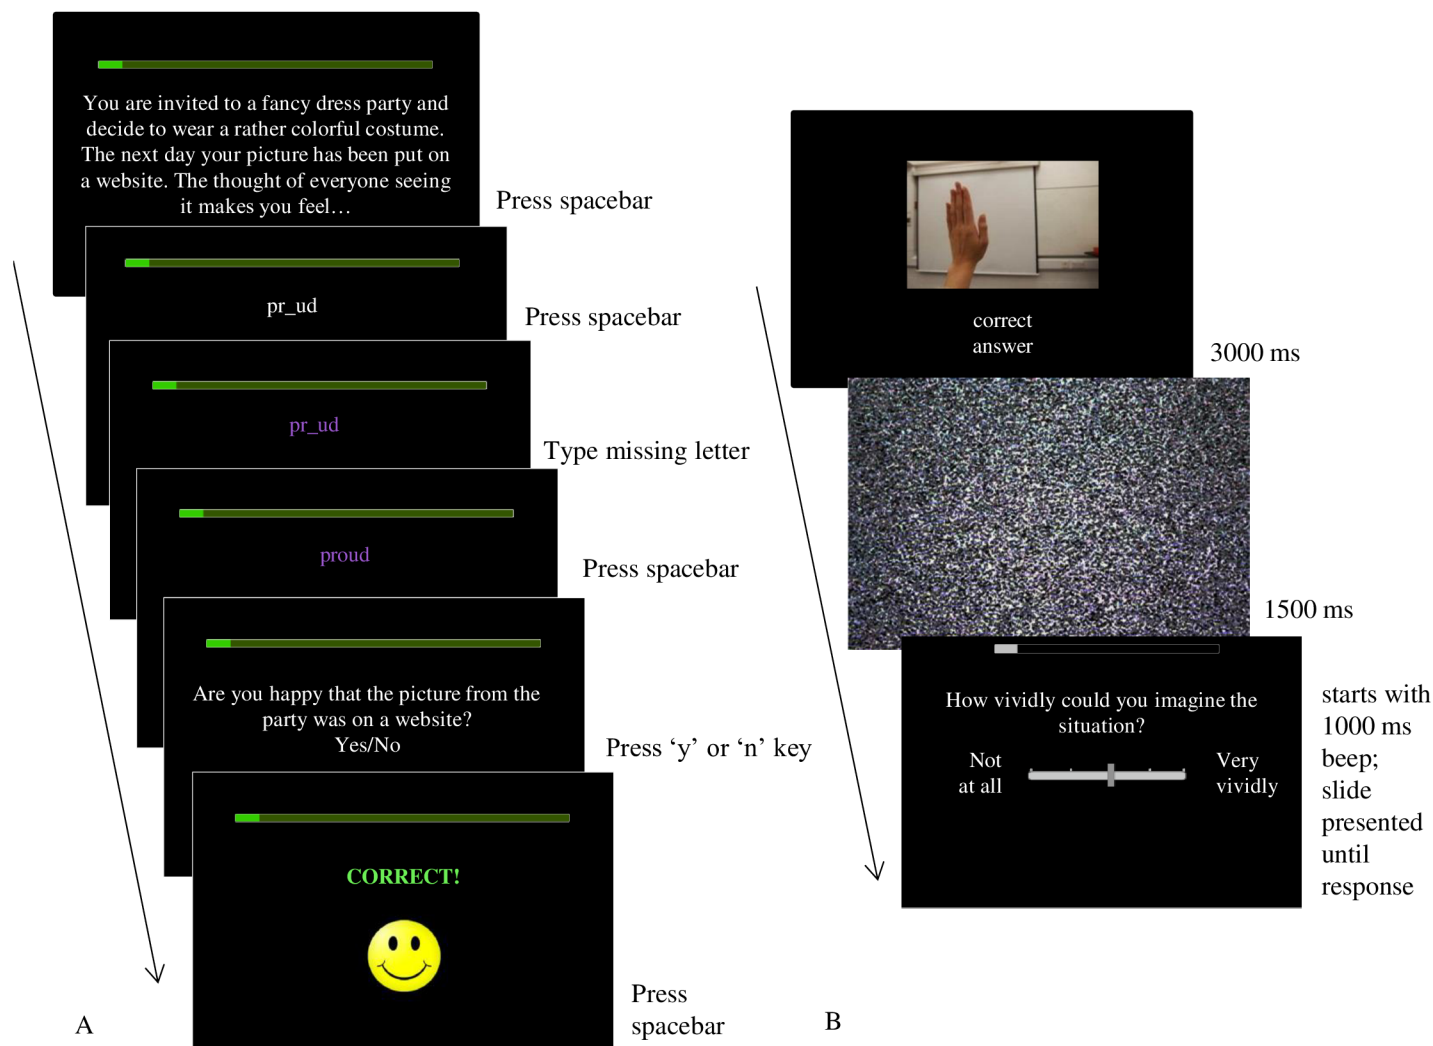 You are invited to a fancy dress party and
decide to wear a rather colorful costume.
The next day your picture has been put on
a website. The thought of everyone seeing
it makes you feel…
Press spacebar
pr_ud
Press spacebar
pr_ud
Type missing letter
proud
Press spacebar
Are you happy that the picture from the
party was on a website?
Yes/No
Press ‘y’ or ‘n’ key
CORRECT!
Press
spacebar
A
correct
answer
3000 ms
1500 ms
How vividly could you imagine the
situation?
Not
at all
Very
vividly
starts with
1000 ms
beep;
slide
presented
until
response
B